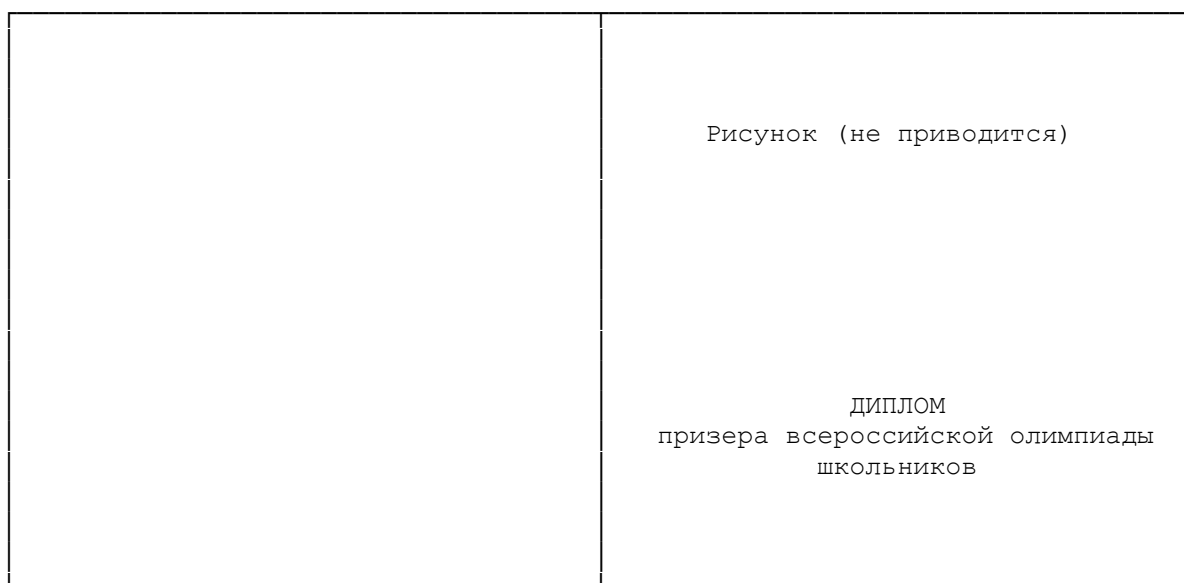 Рисунок (не приводится)
ДИПЛОМ
призера всероссийской олимпиады
школьников